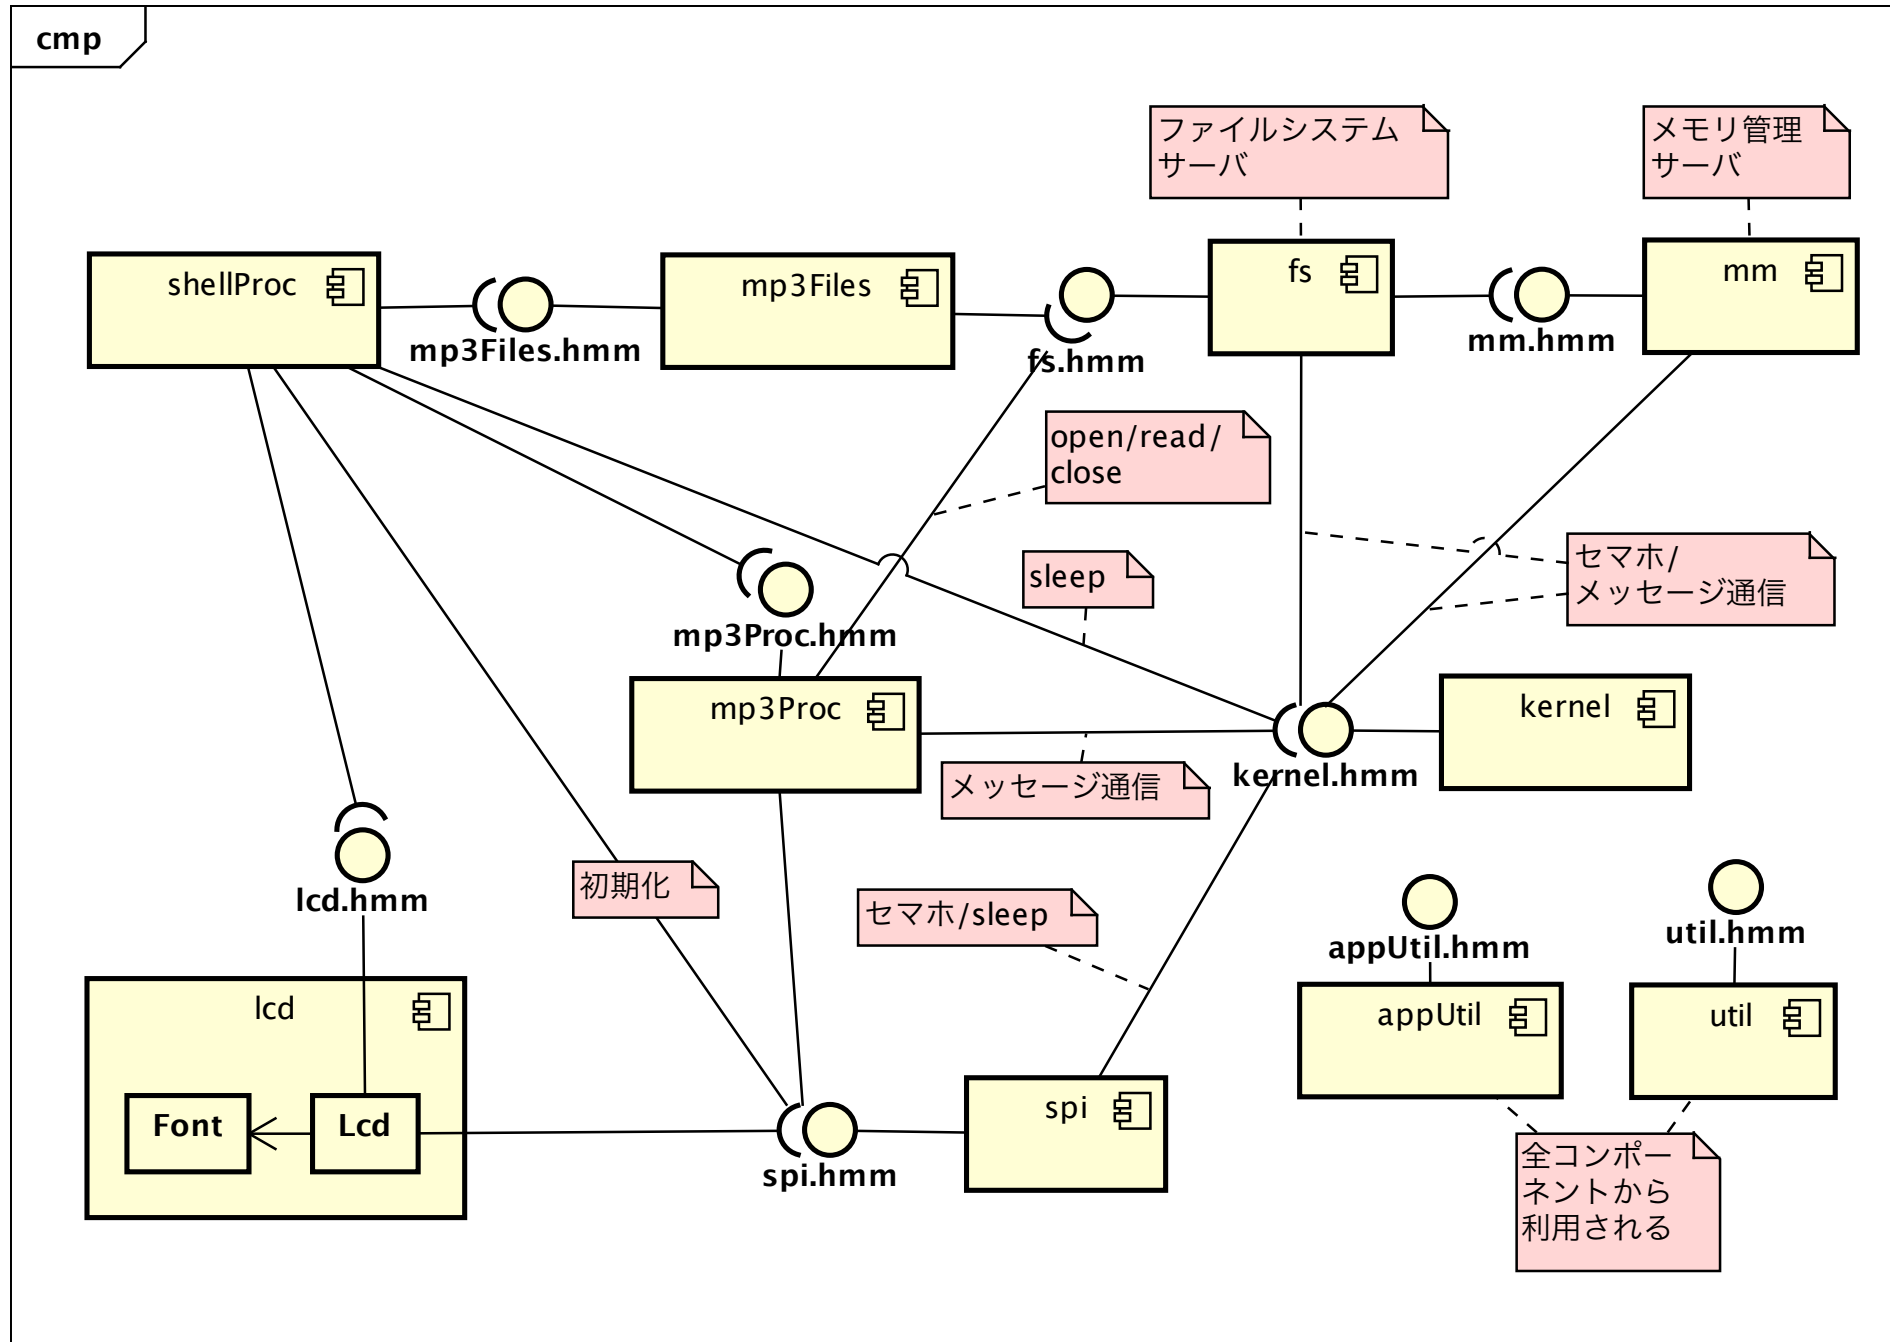 cmp
ファイルシステム
サーバ
メモリ管理
サーバ
shellProc
mp3Files.hmm
mp3Files
fs.hmm
fs
mm.hmm
mm
open/read/
close
sleep
セマホ/
メッセージ通信
mp3Proc.hmm
mp3Proc
メッセージ通信
kernel.hmm
kernel
lcd.hmm
初期化
セマホ/sleep
appUtil.hmm
util.hmm
lcd
Font
Lcd
spi.hmm
spi
appUtil
util
全コンポー
ネントから
利用される